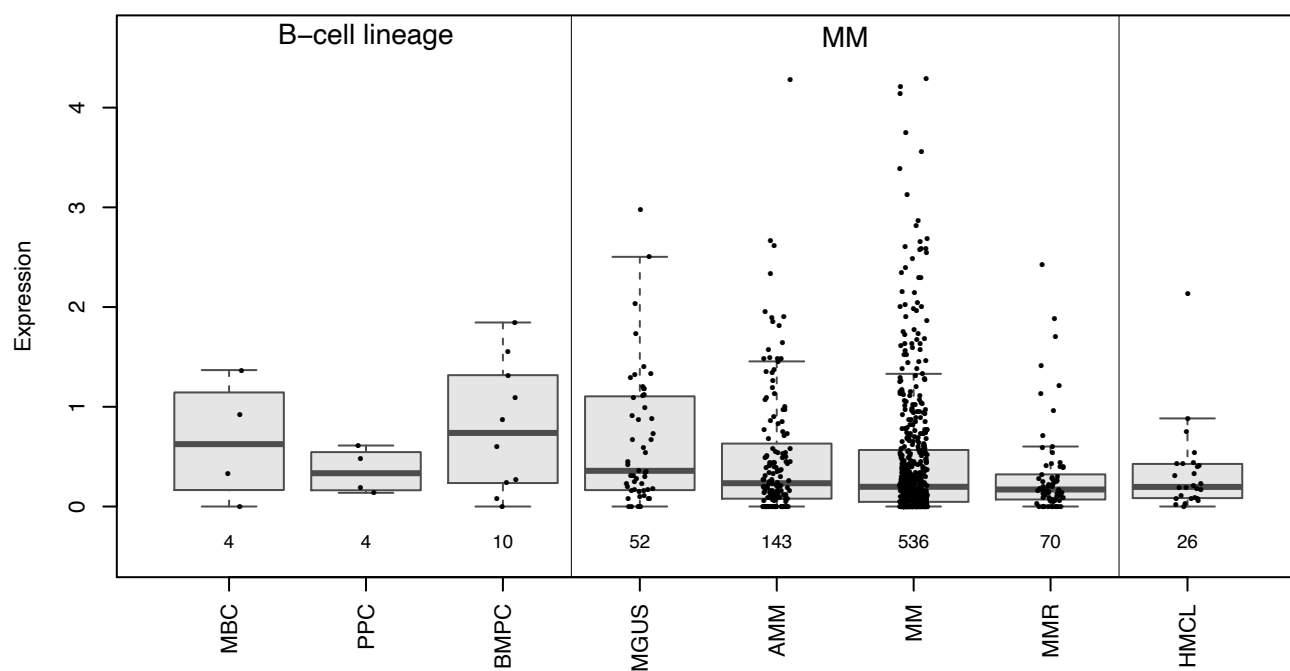 B−cell lineage
MM
Expression
4
3
2
1
0
4
4
10
52
143
536
70
26
MBC
PPC
BMPC
MGUS
AMM
MM
MMR
HMCL